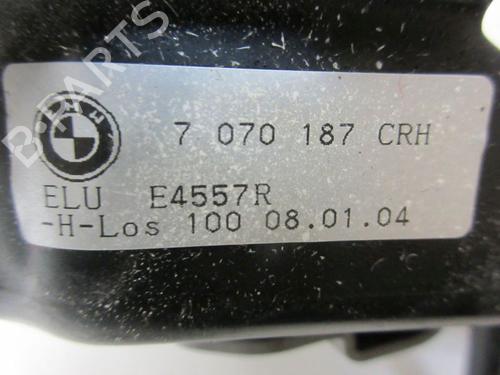 B-PARTS
BMW
7 070 187 CRH
ELU E4557R
-H-Los 100 08.01.04